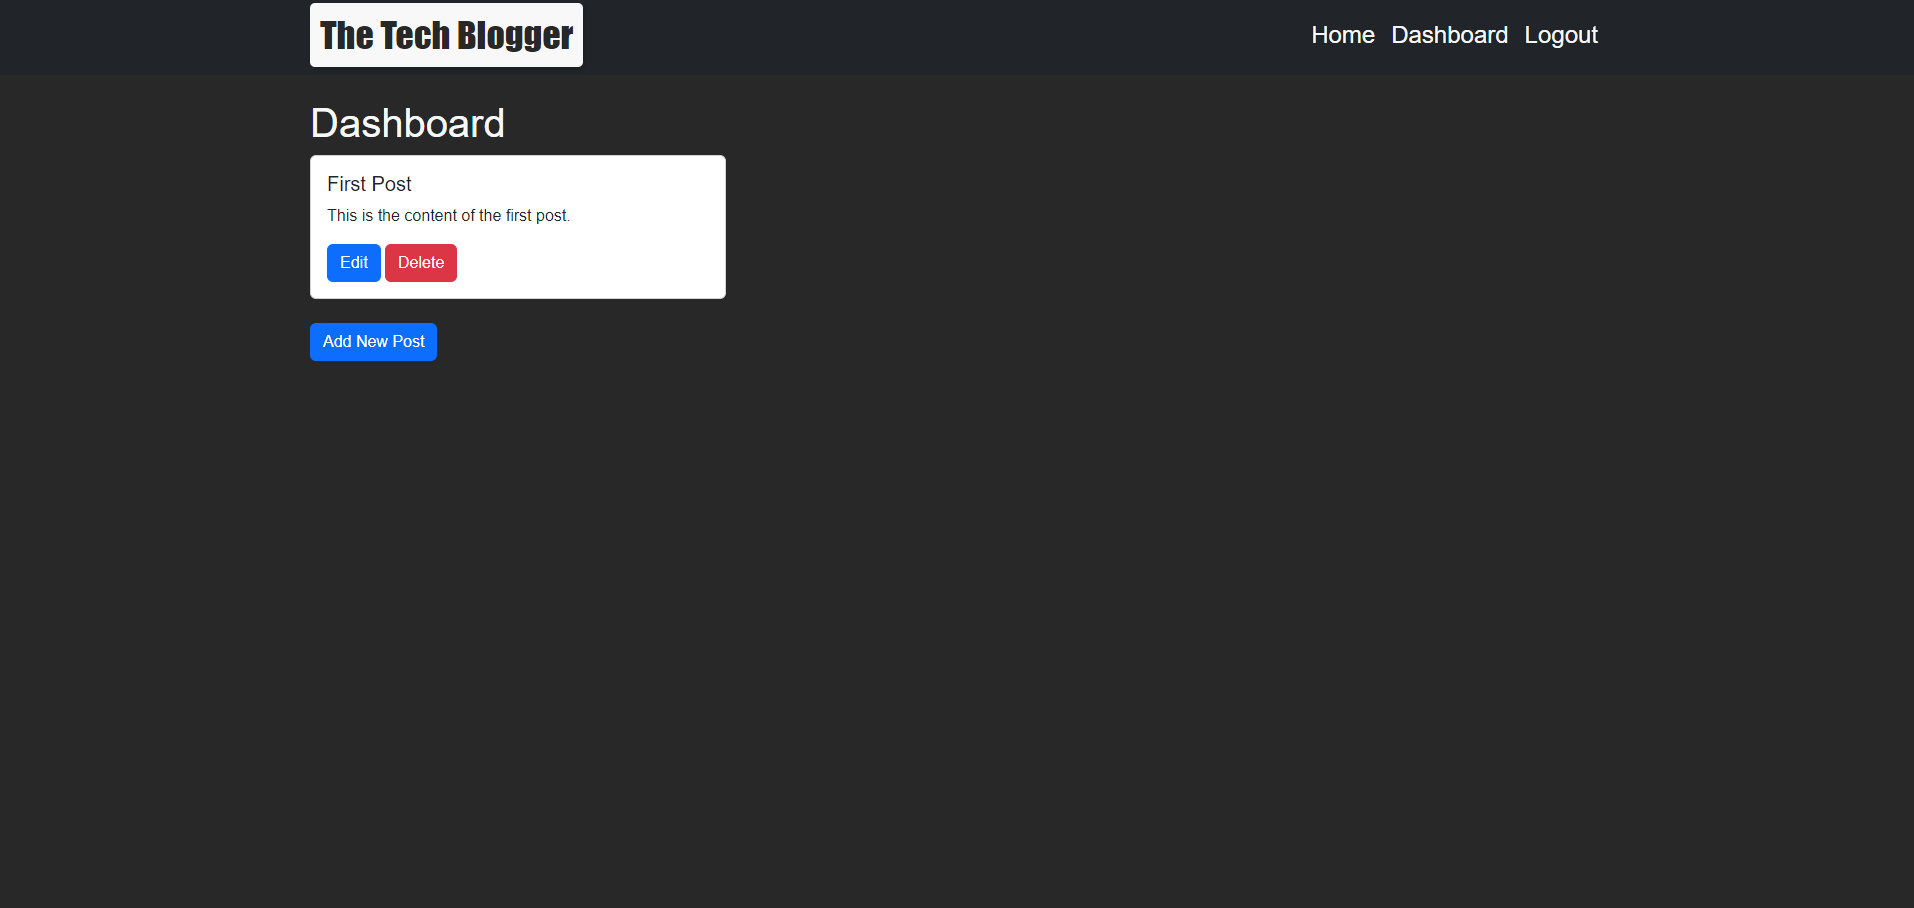 The Tech Blogger
Home Dashboard Logout
Dashboard
First Post
This is the content of the first post.
Edit Delete
Add New Post